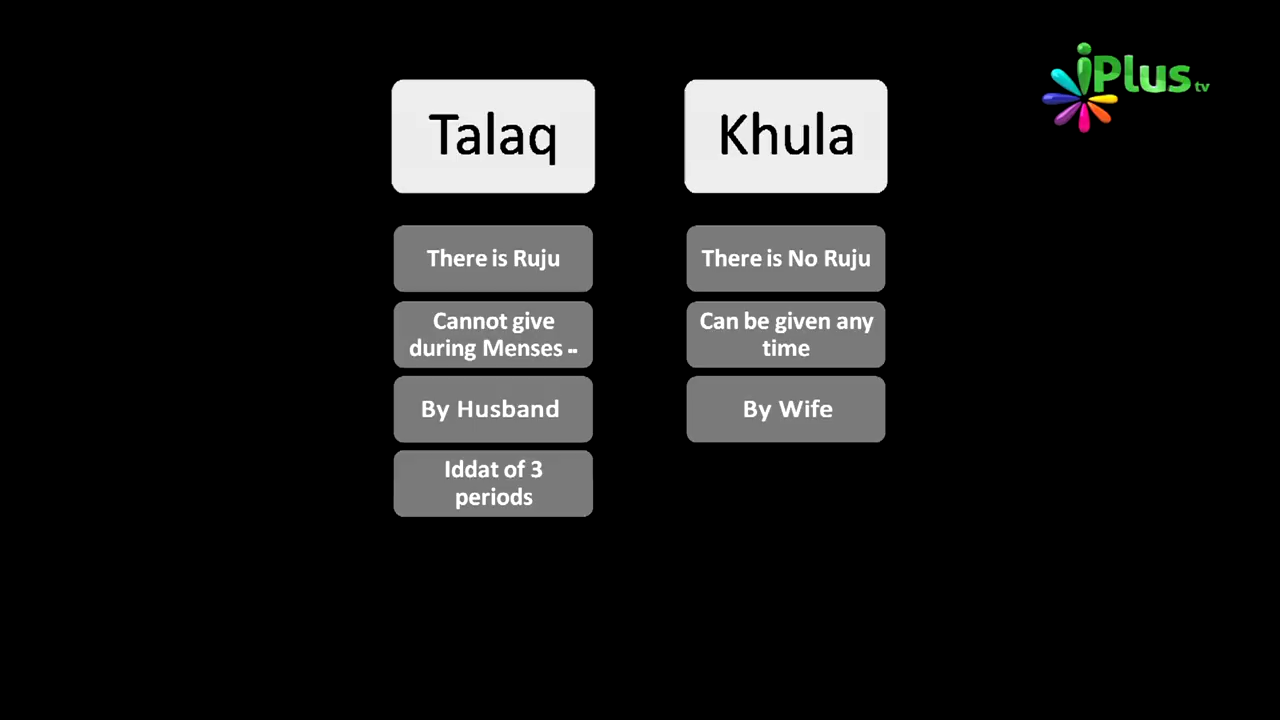 iPlus tv
Talaq
Khula
There is Ruju
There is No Ruju
Cannot give
during Menses --
Can be given any
time
By Husband
By Wife
Iddat of 3
periods